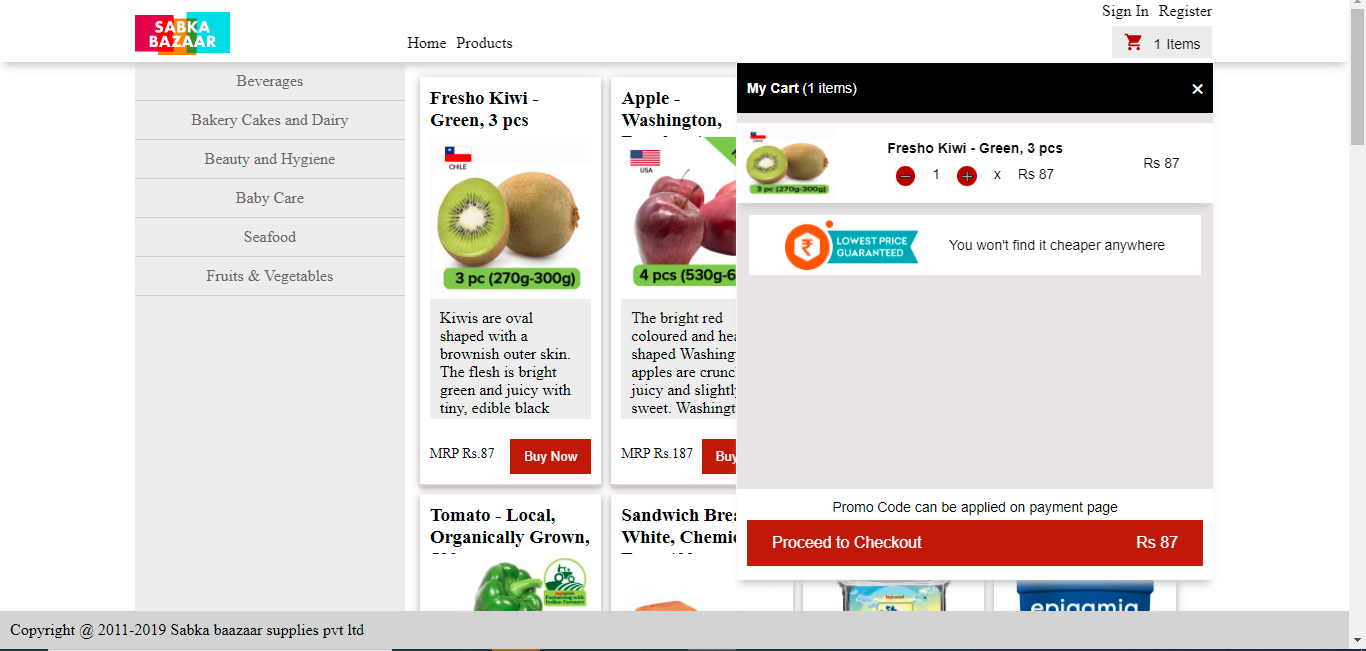 SABKA
BAZAAR
Home Products
Sign In Register
1 Items
Beverages
Bakery Cakes and Dairy
Beauty and Hygiene
Baby Care
Seafood
Fruits & Vegetables
Fresho Kiwi -
Green, 3 pcs
CHILE
3 pc (270g-300g)
Kiwis are oval
shaped with a
brownish outer skin.
The flesh is bright
green and juicy with
tiny, edible black
MRP Rs.87
Buy Now
Apple -
Washington,
USA
4 pcs (530g-6
The bright red
coloured and hea
shaped Washing
apples are crunc
juicy and slightl
sweet. Washingt
MRP Rs.187
Buy
My Cart (1 items)
×
Fresho Kiwi - Green, 3 pcs
3 pc (270g-300g)
1 x Rs 87
Rs 87
LOWEST PRICE
GUARANTEED
You won't find it cheaper anywhere
Promo Code can be applied on payment page
Proceed to Checkout Rs 87
Tomato - Local,
Organically Grown,
Partnering with
Indian Farmers
Sandwich Brea
White, Chemic
epigamia
Copyright @ 2011-2019 Sabka baazaar supplies pvt ltd